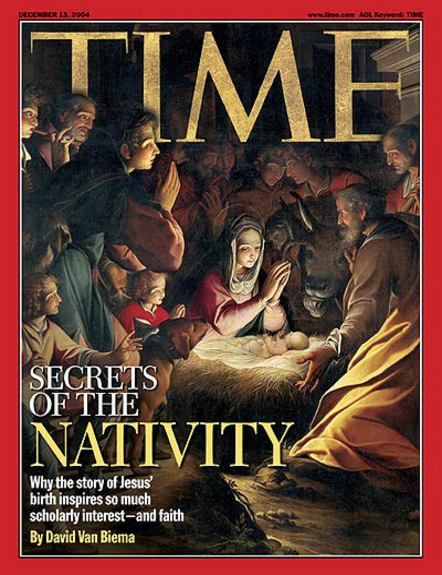 DECEMBER 13, 2004
www.time.com AOL Keyword: TIME
TIME
SECRETS
OF THE
NATIVITY
Why the story of Jesus'
birth inspires so much
scholarly interest—and faith
By David Van Biema